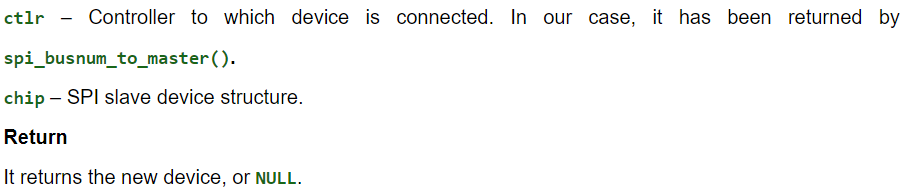 ctlr – Controller to which device is connected. In our case, it has been returned by
spi_busnum_to_master().
chip – SPI slave device structure.
Return
It returns the new device, or NULL.